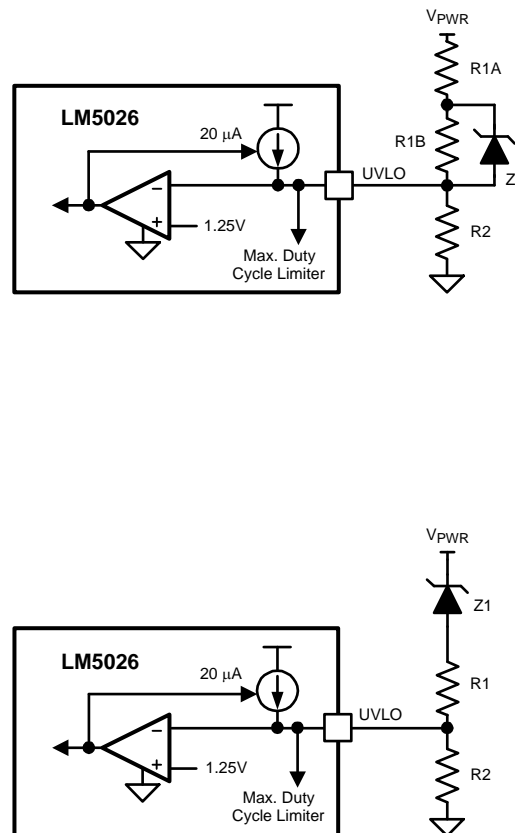 VPWR
R1A
LM5026
20 μA
R1B
UVLO
Z
1.25V
R2
Max. Duty
Cycle Limiter
VPWR
Z1
LM5026
20 μA
R1
UVLO
1.25V
R2
Max. Duty
Cycle Limiter